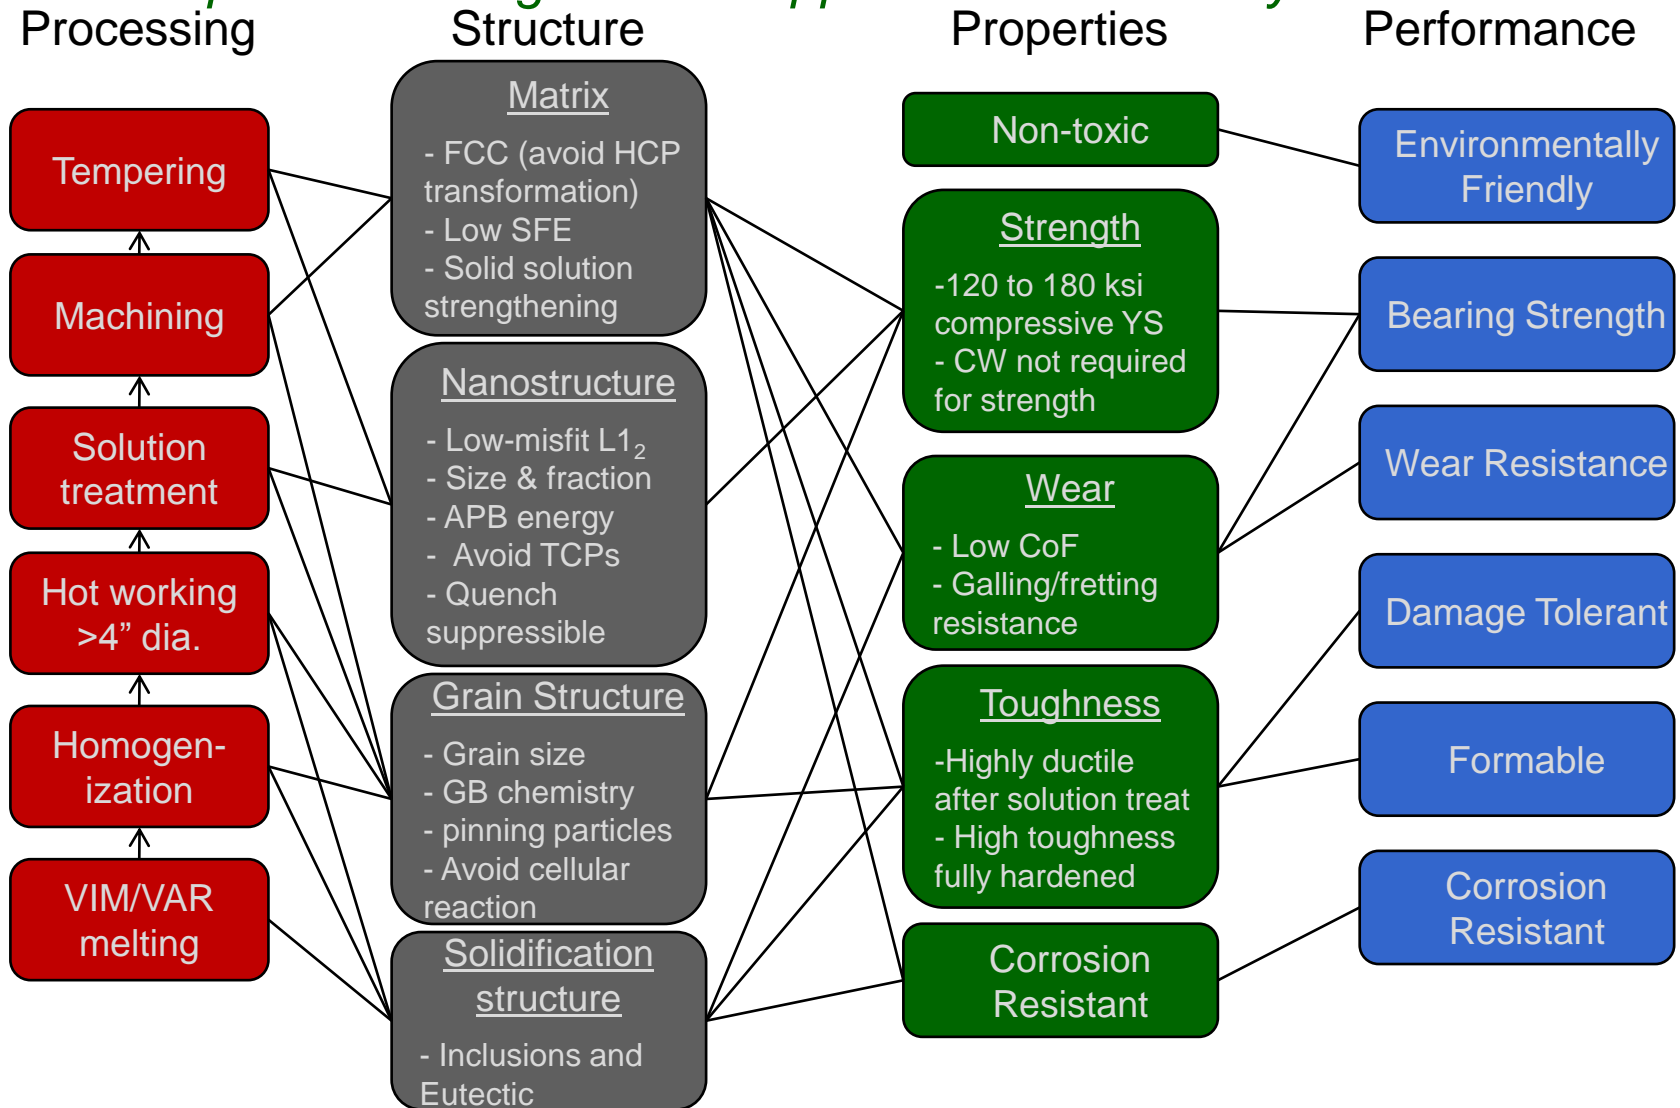 Processing
Structure
Properties
Performance
Tempering
Machining
Solution
treatment
Hot working
>4” dia.
Homogen-
ization
VIM/VAR
melting
Matrix
- FCC (avoid HCP
transformation)
- Low SFE
- Solid solution
strengthening
Nanostructure
- Low-misfit L1₂
- Size & fraction
- APB energy
- Avoid TCPs
- Quench
suppressible
Grain Structure
- Grain size
- GB chemistry
- pinning particles
- Avoid cellular
reaction
Solidification
structure
- Inclusions and
Eutectic
Non-toxic
Strength
-120 to 180 ksi
compressive YS
- CW not required
for strength
Wear
- Low CoF
- Galling/fretting
resistance
Toughness
-Highly ductile
after solution treat
- High toughness
fully hardened
Corrosion
Resistant
Environmentally
Friendly
Bearing Strength
Wear Resistance
Damage Tolerant
Formable
Corrosion
Resistant